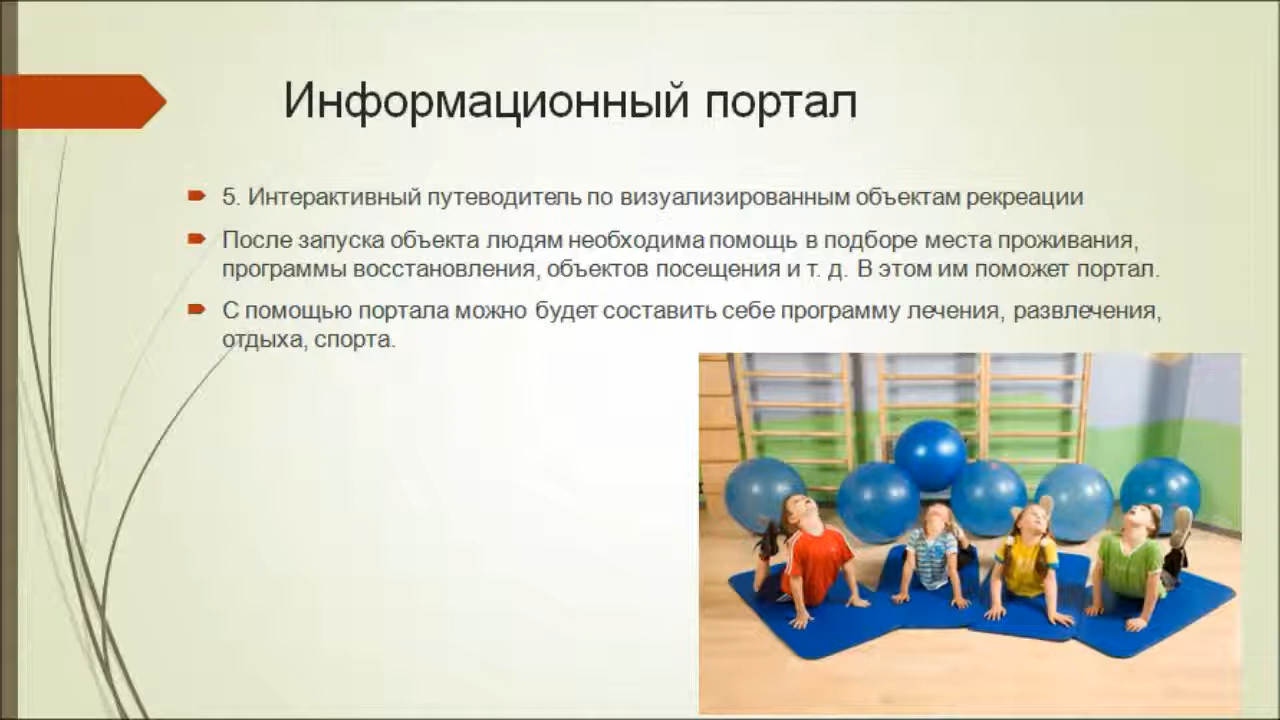 Информационный портал
5. Интерактивный путеводитель по визуализированным объектам рекреации
После запуска объекта людям необходима помощь в подборе места проживания,
программы восстановления, объектов посещения и т. д. В этом им поможет портал.
С помощью портала можно будет составить себе программу лечения, развлечения,
отдыха, спорта.